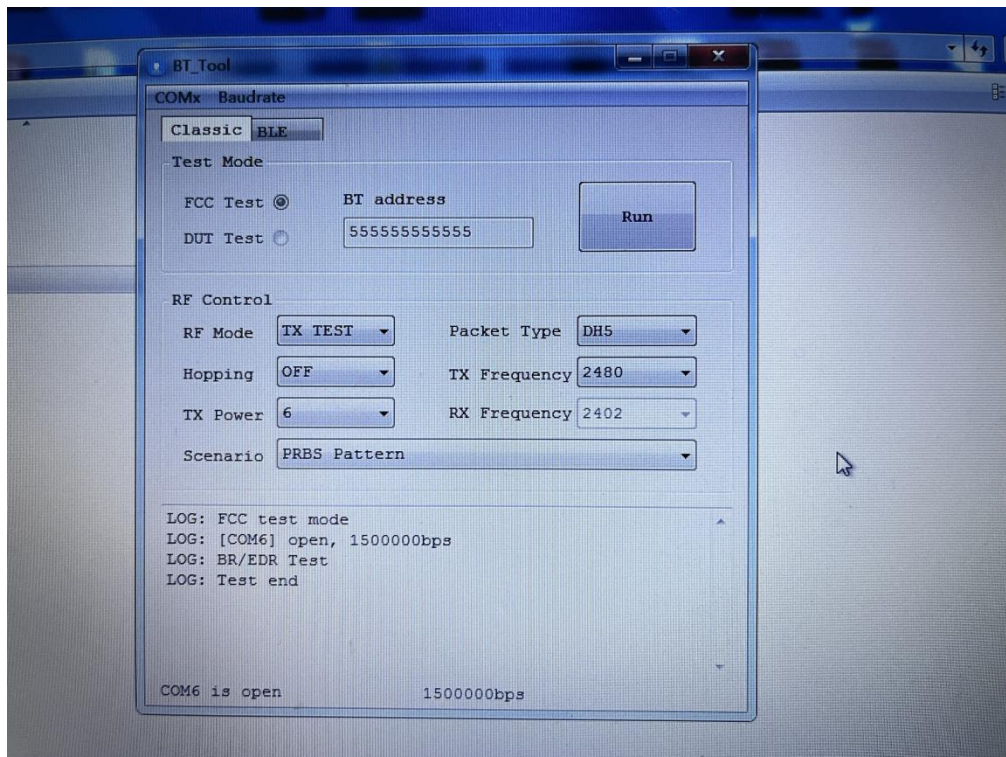 BT_Tool
COMx Baudrate
Classic BLE
Test Mode
FCC Test BT address
Run
DUT Test 555555555555
RF Control
RF Mode TX TEST Packet Type DH5
Hopping OFF TX Frequency 2480
TX Power 6 RX Frequency 2402
Scenario PRBS Pattern
LOG: FCC test mode
LOG: [COM6] open, 1500000bps
LOG: BR/EDR Test
LOG: Test end
COM6 is open 1500000bps